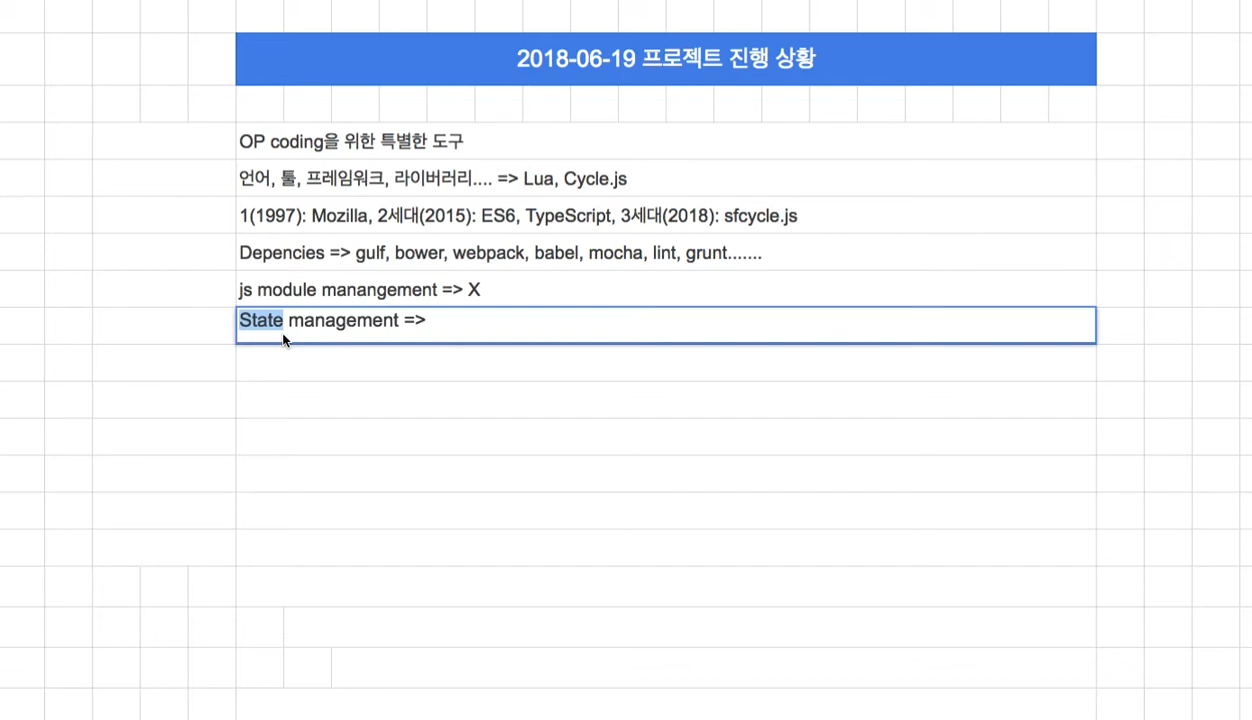 2018-06-19 프로젝트 진행 상황
OP coding을 위한 특별한 도구
언어, 툴, 프레임워크, 라이버러리.... => Lua, Cycle.js
1(1997): Mozilla, 2세대(2015): ES6, TypeScript, 3세대(2018): sfcycle.js
Depencies => gulf, bower, webpack, babel, mocha, lint, grunt.......
js module manangement => X
State management =>